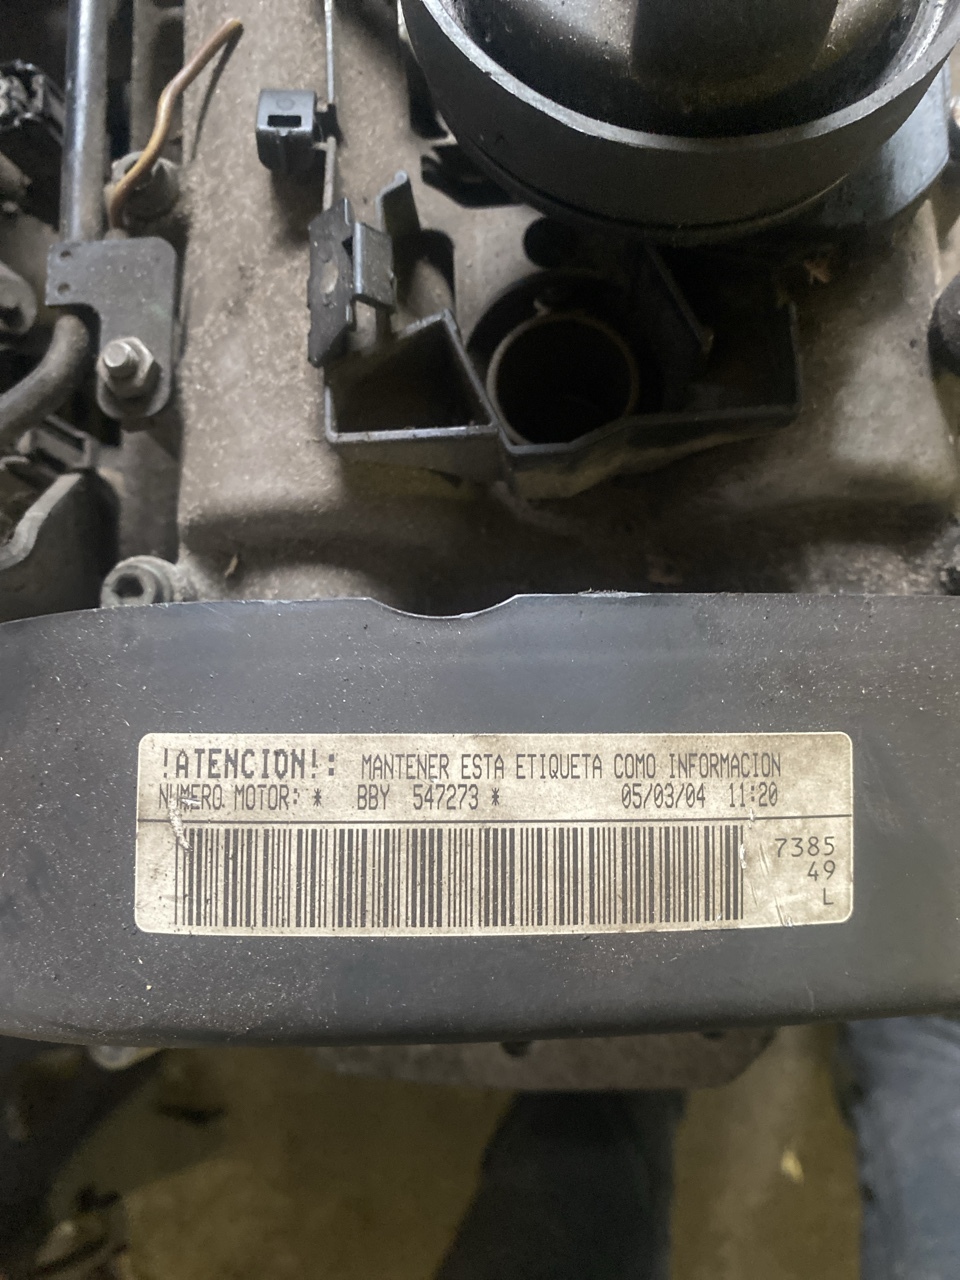 !ATENCION!: MANTENER ESTA ETIQUETA COMO INFORMACION
NUMERO MOTOR: * BBY 547273 * 05/03/04 11:20
7385
49
L